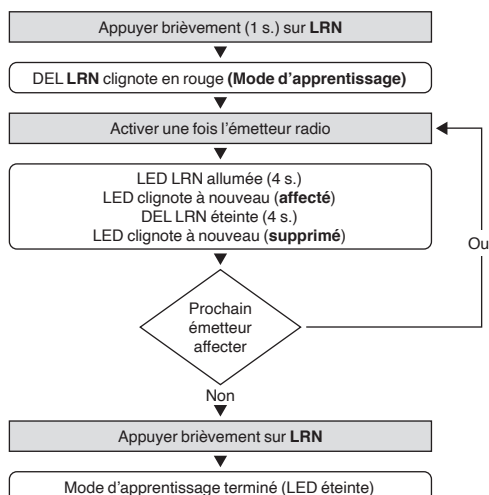 Appuyer brièvement (1 s.) sur LRN
DEL LRN clignote en rouge (Mode d'apprentissage)
Activer une fois l'émetteur radio
LED LRN allumée (4 s.)
LED clignote à nouveau (affecté)
DEL LRN éteinte (4 s.)
LED clignote à nouveau (supprimé)
Ou
Prochain
émetteur
affecter
Non
Appuyer brièvement sur LRN
Mode d'apprentissage terminé (LED éteinte)